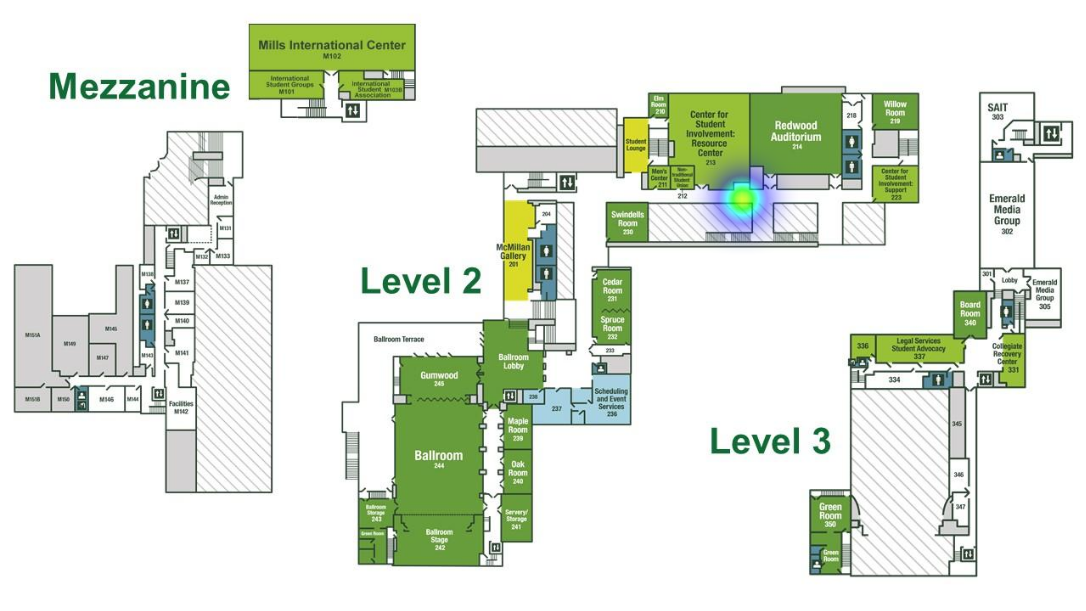 Mezzanine
Mills International Center
M102
International
Student Groups
M101
International
Student
Association
M103B
Admin
Reception
M131
M132
M133
M138
M137
M139
M140
M141
M143
M151A
M149
M145
M147
M151B
M150
M146
M144
Facilities
M142
Level 2
Student
Lounge
Elm
Room
210
Center for
Student
Involvement:
Resource
Center
213
Redwood
Auditorium
214
218
Willow
Room
219
Men's
Center
211
Non-
traditional
Student
Union
212
Center for
Student
Involvement:
Support
223
Swindells
Room
230
204
McMillan
Gallery
201
Cedar
Room
231
Spruce
Room
232
233
Ballroom Terrace
Ballroom
Lobby
Gumwood
245
Scheduling
and Event
Services
236
238
237
Maple
Room
239
Ballroom
244
Oak
Room
240
Ballroom
Storage
243
Green Room
Ballroom
Stage
242
Servery/
Storage
241
Level 3
SAIT
303
Emerald
Media
Group
302
301
Lobby
Emerald
Media
Group
305
Board
Room
340
336
Legal Services
Student Advocacy
337
Collegiate
Recovery
Center
331
334
345
346
347
Green
Room
350
Green
Room